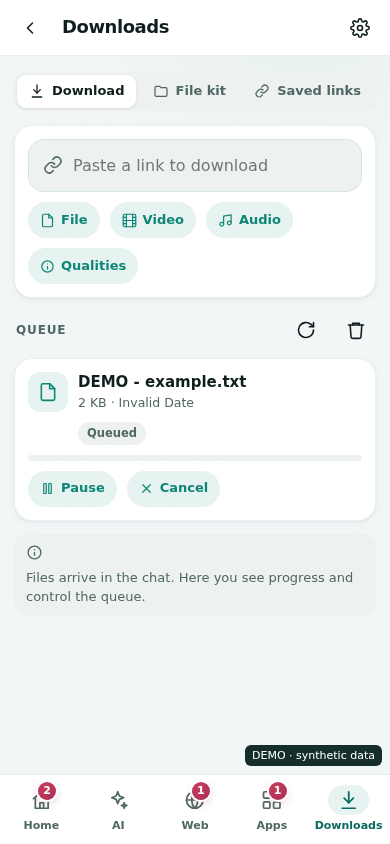 Downloads
Download File kit Saved links
Paste a link to download
File Video Audio
Qualities
QUEUE
DEMO - example.txt
2 KB · Invalid Date
Queued
Pause Cancel
Files arrive in the chat. Here you see progress and
control the queue.
DEMO · synthetic data
2 1 1
Home AI Web Apps Downloads